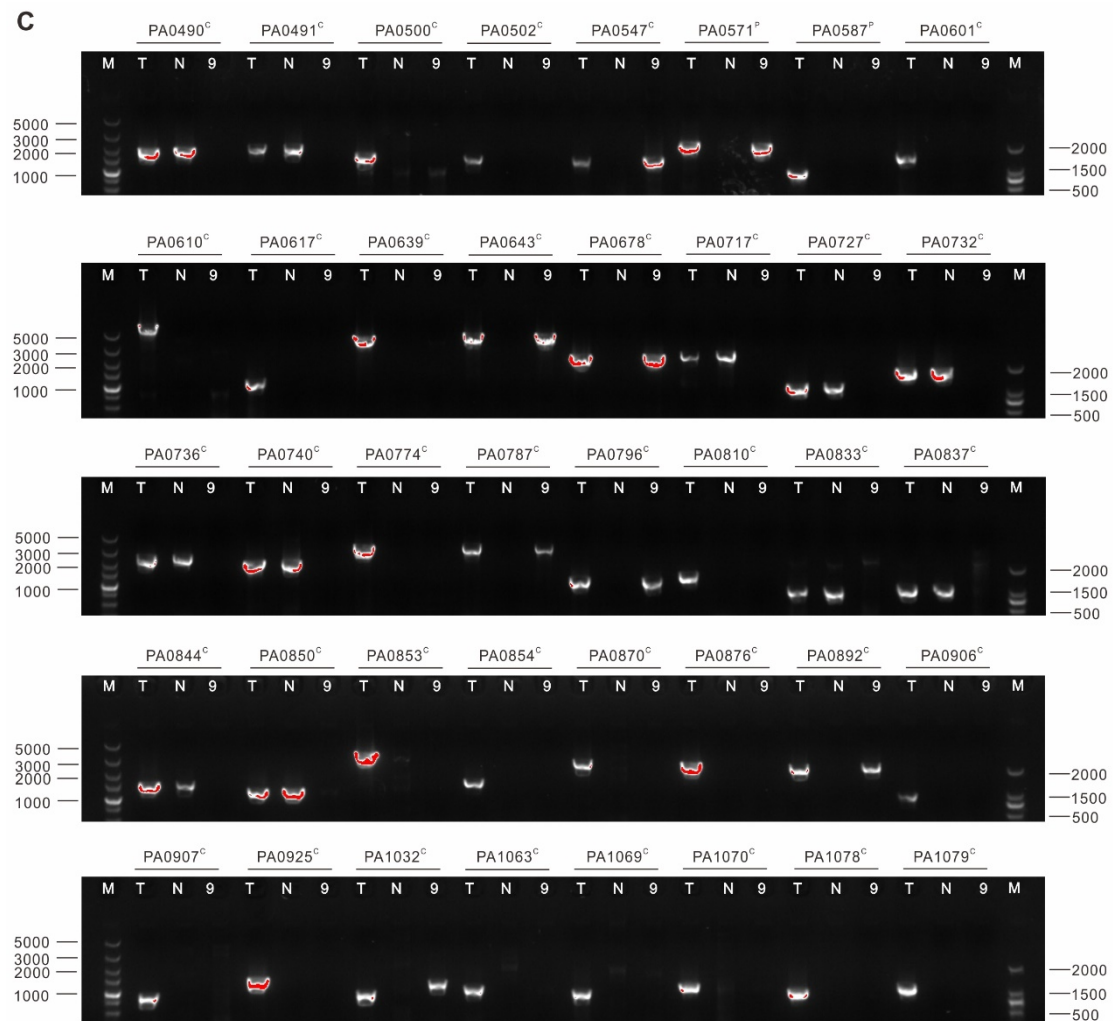 C
PA0490ᶜ PA0491ᶜ PA0500ᶜ PA0502ᶜ PA0547ᶜ PA0571ᴾ PA0587ᴾ PA0601ᶜ
M T N 9 T N 9 T N 9 T N 9 T N 9 T N 9 T N 9 T N 9 M
5000
3000
2000 2000
1000 1500
500
PA0610ᶜ PA0617ᶜ PA0639ᶜ PA0643ᶜ PA0678ᶜ PA0717ᶜ PA0727ᶜ PA0732ᶜ
M T N 9 T N 9 T N 9 T N 9 T N 9 T N 9 T N 9 T N 9 M
5000
3000
2000 2000
1000 1500
500
PA0736ᶜ PA0740ᶜ PA0774ᶜ PA0787ᶜ PA0796ᶜ PA0810ᶜ PA0833ᶜ PA0837ᶜ
M T N 9 T N 9 T N 9 T N 9 T N 9 T N 9 T N 9 T N 9 M
5000
3000
2000 2000
1000 1500
500
PA0844ᶜ PA0850ᶜ PA0853ᶜ PA0854ᶜ PA0870ᶜ PA0876ᶜ PA0892ᶜ PA0906ᶜ
M T N 9 T N 9 T N 9 T N 9 T N 9 T N 9 T N 9 T N 9 M
5000
3000
2000 2000
1000 1500
500
PA0907ᶜ PA0925ᶜ PA1032ᶜ PA1063ᶜ PA1069ᶜ PA1070ᶜ PA1078ᶜ PA1079ᶜ
M T N 9 T N 9 T N 9 T N 9 T N 9 T N 9 T N 9 T N 9 M
5000
3000
2000 2000
1000 1500
500